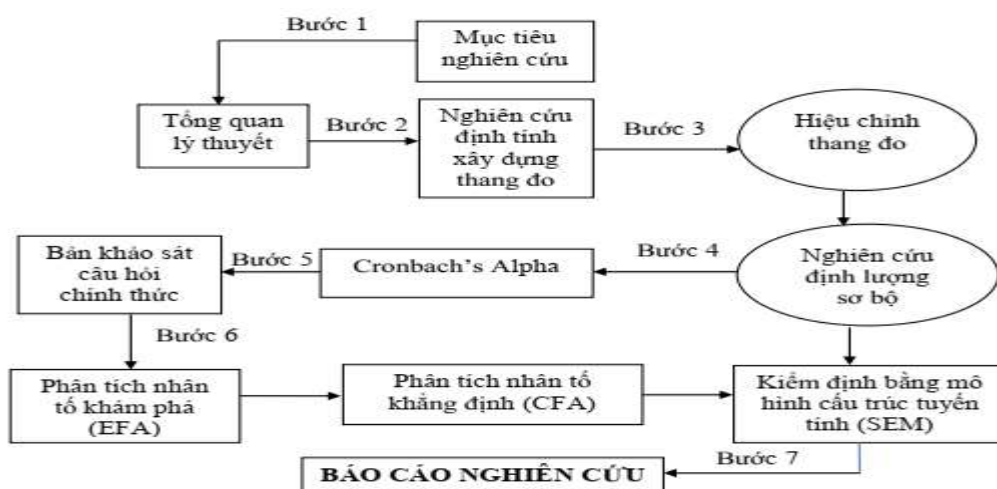 Bước 1
Mục tiêu
nghiên cứu
Tổng quan
lý thuyết
Bước 2
Nghiên cứu
định tính
xây dựng
thang đo
Bước 3
Hiệu chỉnh
thang đo
Nghiên cứu
định lượng
sơ bộ
Bước 4
Cronbach's Alpha
Bước 5
Bản khảo sát
câu hỏi
chính thức
Bước 6
Phân tích nhân
tố khám phá
(EFA)
Phân tích nhân tố
khẳng định (CFA)
Kiểm định bằng mô
hình cấu trúc tuyến
tính (SEM)
Bước 7
BÁO CÁO NGHIÊN CỨU